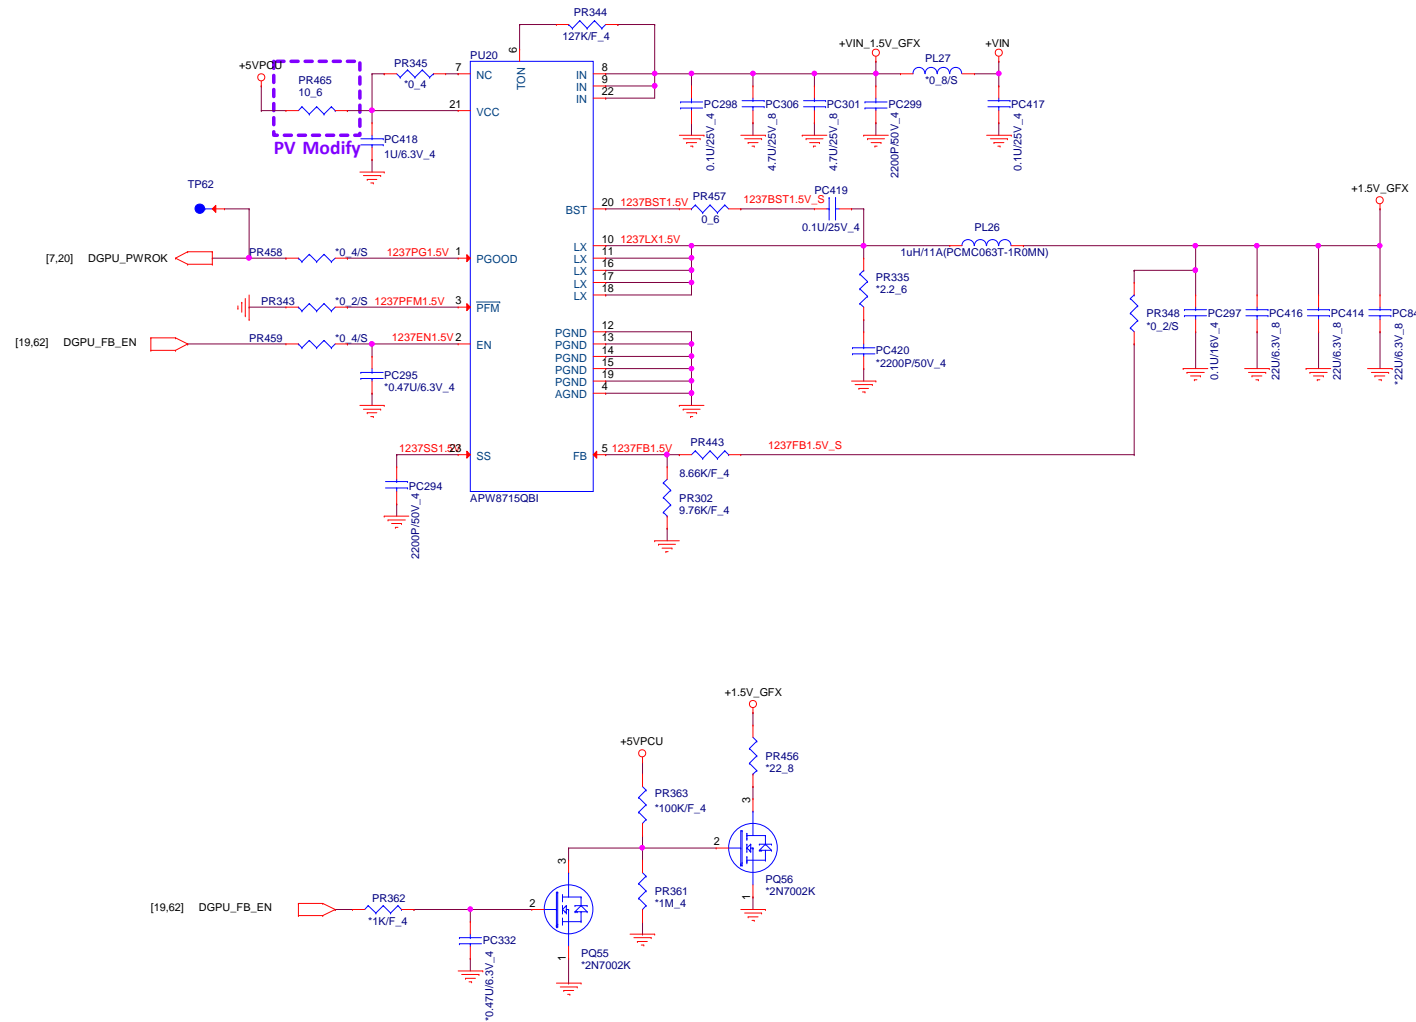 PR344
127K/F_4
6
PU20
TON
+5VPCU
PR465
10_6
PV Modify
PR345
*0_4
7
NC
21
VCC
PC418
1U/6.3V_4
IN
8
IN
9
IN
22
+VIN_1.5V_GFX
PL27
*0_8/S
+VIN
PC298
0.1U/25V_4
PC306
4.7U/25V_8
PC301
4.7U/25V_8
PC299
2200P/50V_4
PC417
0.1U/25V_4
TP62
BST
20
1237BST1.5V
PR457
0_6
1237BST1.5V_S
PC419
0.1U/25V_4
+1.5V_GFX
[7,20]
DGPU_PWROK
PR458
*0_4/S
1237PG1.5V
1
PGOOD
LX
10
1237LX1.5V
LX
11
LX
16
LX
17
LX
18
PL26
1uH/11A(PCMC063T-1R0MN)
PR335
*2.2_6
PC420
*2200P/50V_4
PR343
*0_2/S
1237PFM1.5V
3
PFM
[19,62]
DGPU_FB_EN
PR459
*0_4/S
1237EN1.5V
2
EN
PC295
*0.47U/6.3V_4
PGND
12
PGND
13
PGND
14
PGND
15
PGND
19
AGND
4
PR348
*0_2/S
PC297
0.1U/16V_4
PC416
22U/6.3V_8
PC414
22U/6.3V_8
PC84
*22U/6.3V_8
1237SS1.5V
23
SS
PC294
2200P/50V_4
FB
5
1237FB1.5V
PR443
8.66K/F_4
1237FB1.5V_S
PR302
9.76K/F_4
APW8715QBI
+1.5V_GFX
PR456
*22_8
+5VPCU
PR363
*100K/F_4
3
2
PQ56
*2N7002K
1
PR361
*1M_4
[19,62]
DGPU_FB_EN
PR362
*1K/F_4
PC332
*0.47U/6.3V_4
3
2
PQ55
*2N7002K
1